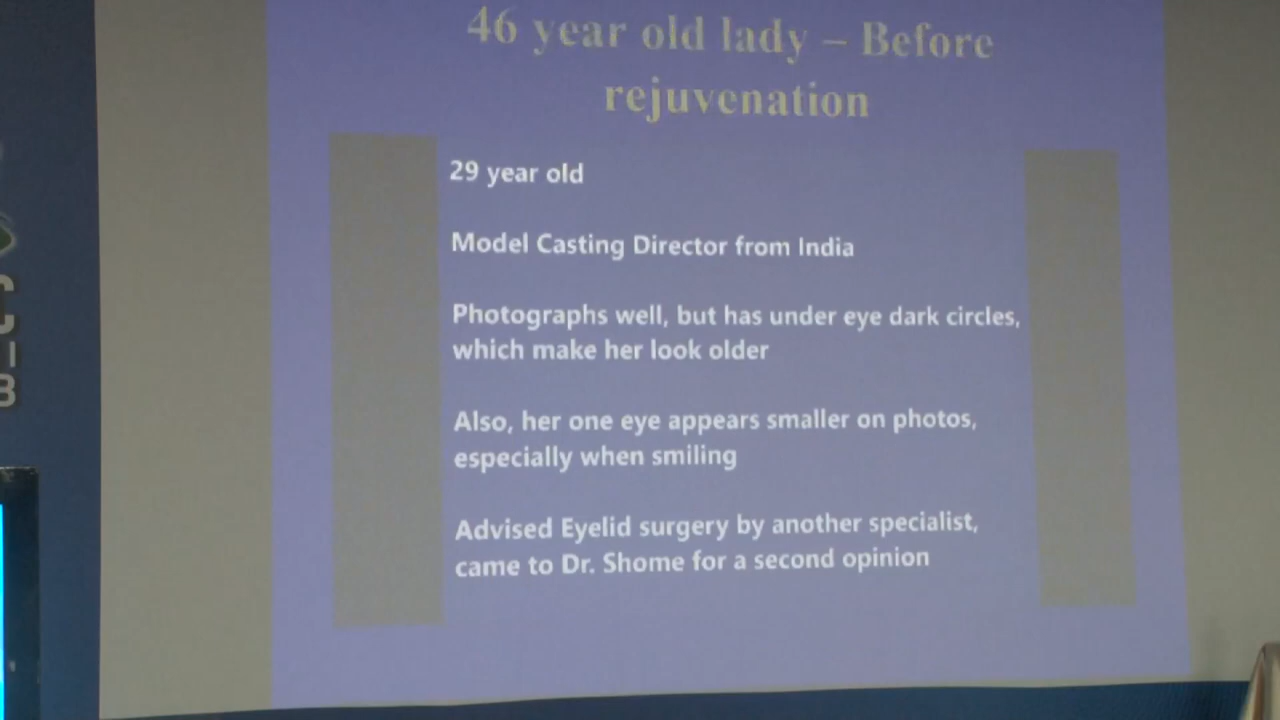 46 year old lady – Before
rejuvenation
29 year old
Model Casting Director from India
Photographs well, but has under eye dark circles,
which make her look older
Also, her one eye appears smaller on photos,
especially when smiling
Advised Eyelid surgery by another specialist,
came to Dr. Shome for a second opinion